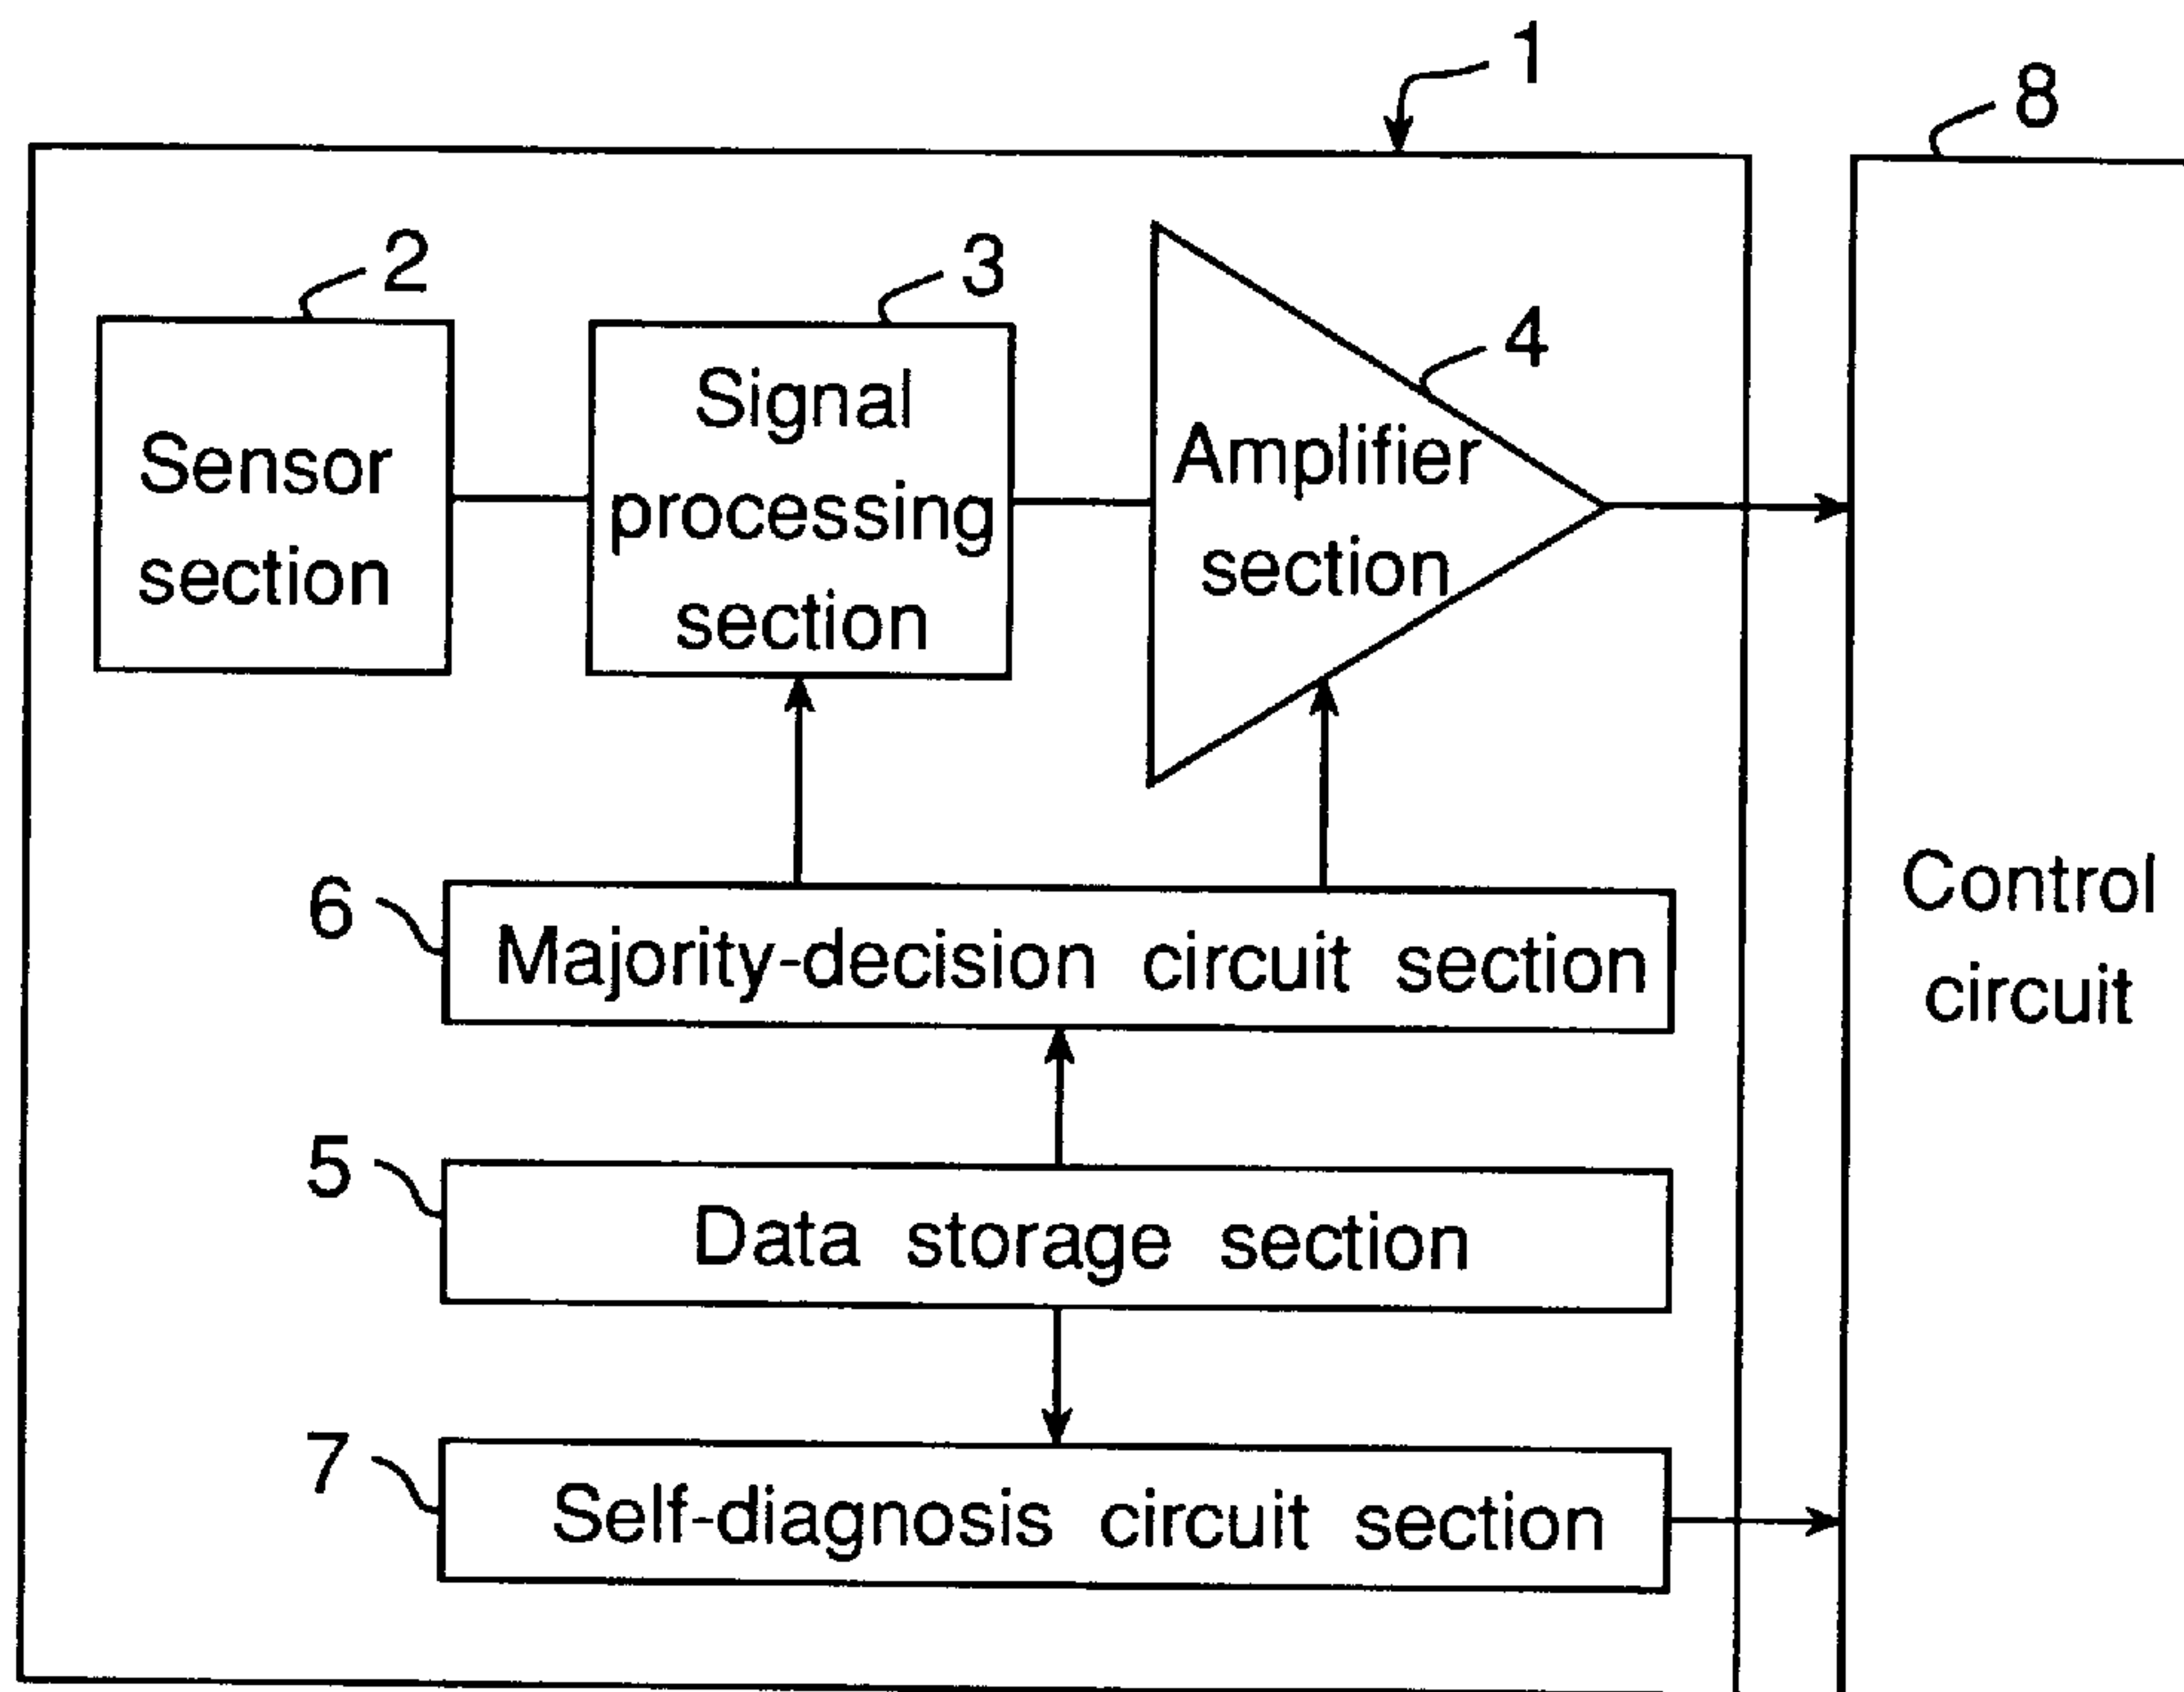 1
8
2
3
4
Sensor
section
Signal
processing
section
Amplifier
section
6
Majority-decision circuit section
Control
circuit
5
Data storage section
7
Self-diagnosis circuit section